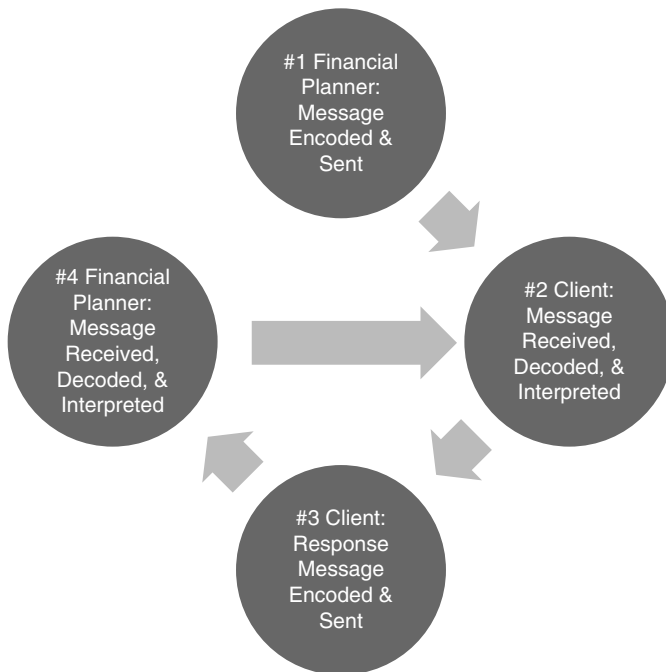 #1 Financial
Planner:
Message
Encoded &
Sent
#2 Client:
Message
Received,
Decoded, &
Interpreted
#3 Client:
Response
Message
Encoded &
Sent
#4 Financial
Planner:
Message
Received,
Decoded, &
Interpreted